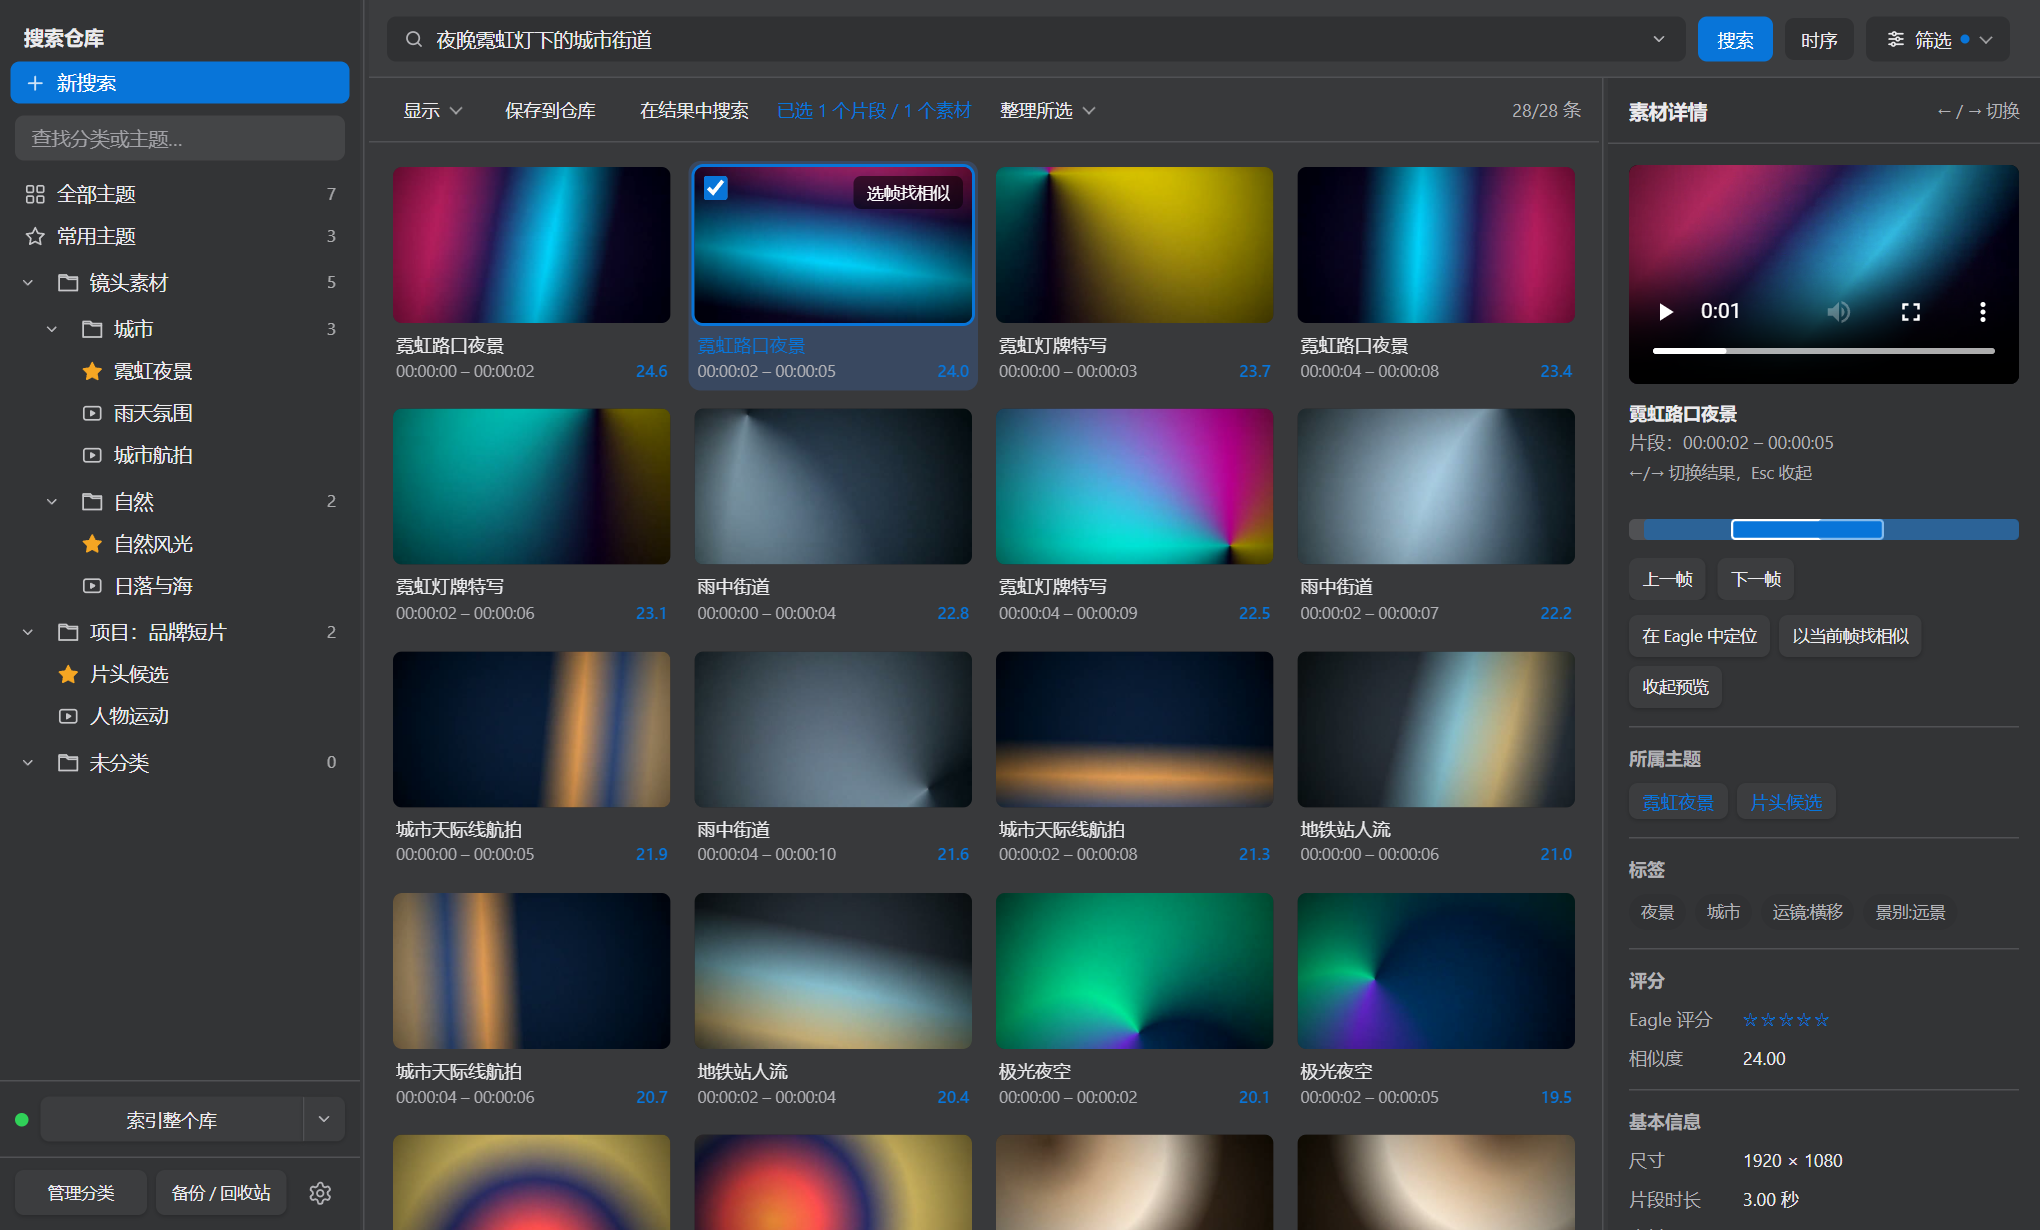 搜索仓库
新搜索
查找分类或主题...
全部主题 7
常用主题 3
镜头素材 5
城市 3
霓虹夜景
雨天氛围
城市航拍
自然 2
自然风光
日落与海
项目：品牌短片 2
片头候选
人物运动
未分类 0
索引整个库
管理分类 备份 / 回收站
夜晚霓虹灯下的城市街道
搜索 时序 筛选
显示 保存到仓库 在结果中搜索 已选 1 个片段 / 1 个素材 整理所选 28/28 条
选帧找相似
霓虹路口夜景 霓虹路口夜景 霓虹灯牌特写 霓虹路口夜景
00:00:00 – 00:00:02 24.6 00:00:02 – 00:00:05 24.0 00:00:00 – 00:00:03 23.7 00:00:04 – 00:00:08 23.4
霓虹灯牌特写 雨中街道 霓虹灯牌特写 雨中街道
00:00:02 – 00:00:06 23.1 00:00:00 – 00:00:04 22.8 00:00:04 – 00:00:09 22.5 00:00:02 – 00:00:07 22.2
城市天际线航拍 雨中街道 城市天际线航拍 地铁站人流
00:00:00 – 00:00:05 21.9 00:00:04 – 00:00:10 21.6 00:00:02 – 00:00:08 21.3 00:00:00 – 00:00:06 21.0
城市天际线航拍 地铁站人流 极光夜空 极光夜空
00:00:04 – 00:00:06 20.7 00:00:02 – 00:00:04 20.4 00:00:00 – 00:00:02 20.1 00:00:02 – 00:00:05 19.5
素材详情 ←/→切换
0:01
霓虹路口夜景
片段：00:00:02 – 00:00:05
←/→ 切换结果，Esc 收起
上一帧 下一帧
在 Eagle 中定位 以当前帧找相似
收起预览
所属主题
霓虹夜景 片头候选
标签
夜景 城市 运镜:横移 景别:远景
评分
Eagle 评分 ☆☆☆☆☆
相似度 24.00
基本信息
尺寸 1920 × 1080
片段时长 3.00 秒